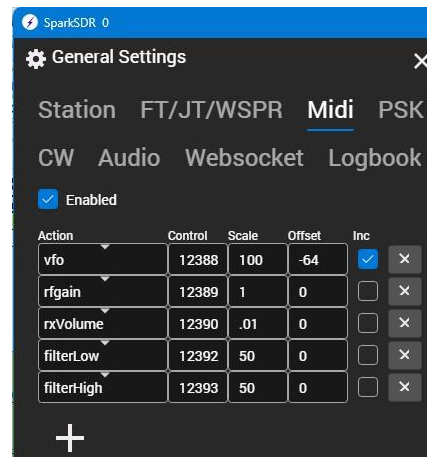 SparkSDR 0
General Settings
Station FT/JT/WSPR Midi PSK
CW Audio Websocket Logbook
Enabled
Action Control Scale Offset Inc
vfo 12388 100 -64
rfgain 12389 1 0
rxVolume 12390 .01 0
filterLow 12392 50 0
filterHigh 12393 50 0